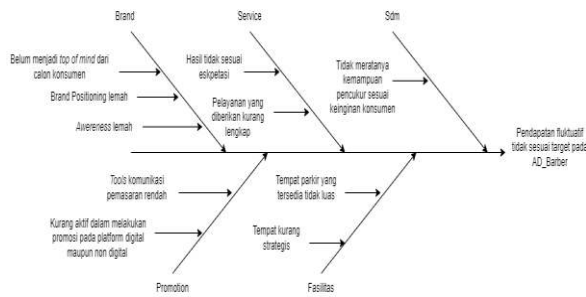 Brand
Service
Sdm
Belum menjadi top of mind dari
calon konsumen
Brand Positioning lemah
Awereness lemah
Hasil tidak sesuai
eskpetasi
Pelayanan yang
diberikan kurang
lengkap
Tidak meratanya
kemampuan
pencukur sesuai
keinginan konsumen
Pendapatan fluktuatif
tidak sesuai target pada
AD_Barber
Tools komunikasi
pemasaran rendah
Kurang aktif dalam melakukan
promosi pada platform digital
maupun non digital
Tempat parkir yang
tersedia tidak luas
Tempat kurang
strategis
Promotion
Fasilitas